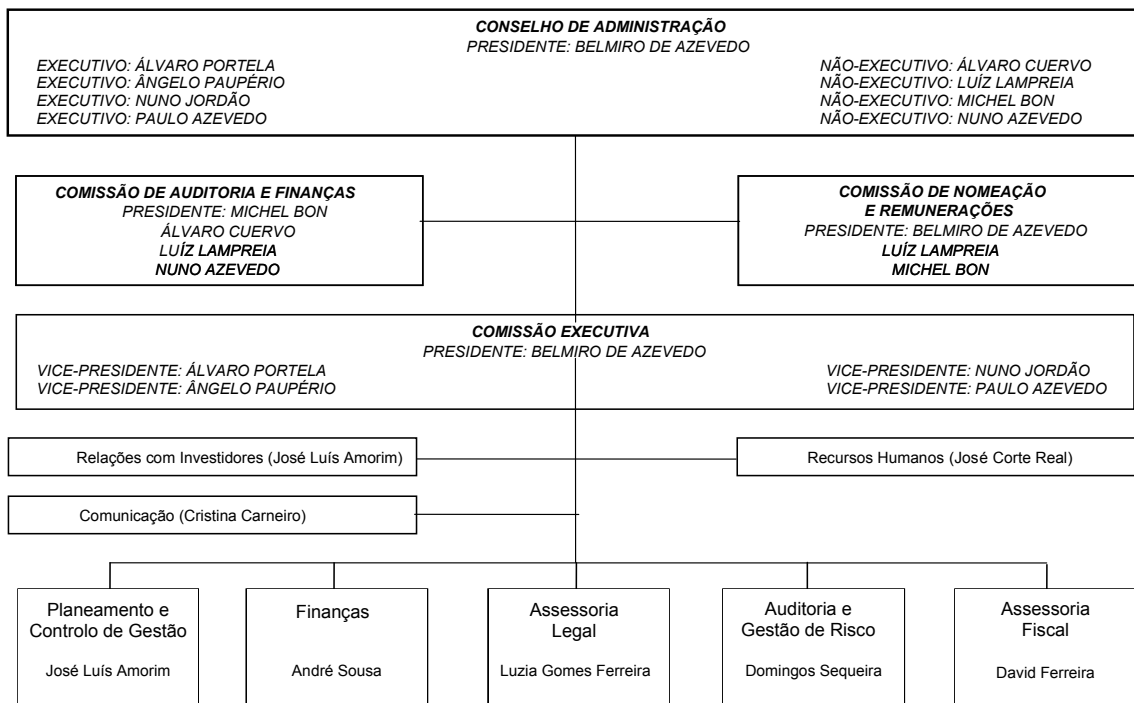 CONSELHO DE ADMINISTRAÇÃO
PRESIDENTE: BELMIRO DE AZEVEDO
EXECUTIVO: ÁLVARO PORTELA
EXECUTIVO: ÂNGELO PAUPÉRIO
EXECUTIVO: NUNO JORDÃO
EXECUTIVO: PAULO AZEVEDO
NÃO-EXECUTIVO: ÁLVARO CUERVO
NÃO-EXECUTIVO: LUÍZ LAMPREIA
NÃO-EXECUTIVO: MICHEL BON
NÃO-EXECUTIVO: NUNO AZEVEDO
COMISSÃO DE AUDITORIA E FINANÇAS
PRESIDENTE: MICHEL BON
ÁLVARO CUERVO
LUÍZ LAMPREIA
NUNO AZEVEDO
COMISSÃO DE NOMEAÇÃO
E REMUNERAÇÕES
PRESIDENTE: BELMIRO DE AZEVEDO
LUÍZ LAMPREIA
MICHEL BON
COMISSÃO EXECUTIVA
PRESIDENTE: BELMIRO DE AZEVEDO
VICE-PRESIDENTE: ÁLVARO PORTELA
VICE-PRESIDENTE: ÂNGELO PAUPÉRIO
VICE-PRESIDENTE: NUNO JORDÃO
VICE-PRESIDENTE: PAULO AZEVEDO
Relações com Investidores (José Luís Amorim)
Recursos Humanos (José Corte Real)
Comunicação (Cristina Carneiro)
Planeamento e
Controlo de Gestão
José Luís Amorim
Finanças
André Sousa
Assessoria
Legal
Luzia Gomes Ferreira
Auditoria e
Gestão de Risco
Domingos Sequeira
Assessoria
Fiscal
David Ferreira